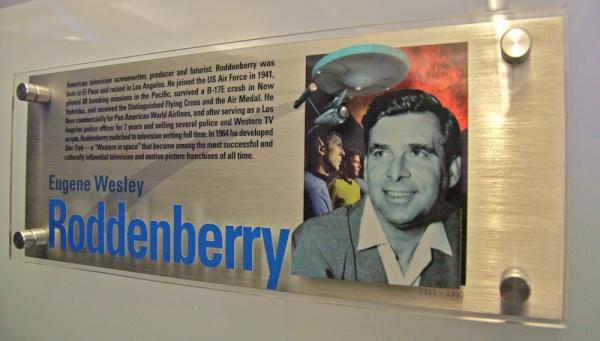 American television screenwriter, producer and futurist. Roddenberry was
born in El Paso and raised in Los Angeles. He joined the US Air Force in 1941,
piloted 89 bombing missions in the Pacific, survived a B-17E crash in New
Hebrides, and received the Distinguished Flying Cross and the Air Medal. He
flew commercially for Pan American World Airlines, and after serving as a Los
Angeles police officer for 7 years and selling several police and Western TV
scripts, Roddenberry switched to television writing full time. In 1964 he developed
Star Trek — a "Western in space" that became among the most successful and
culturally influential television and motion picture franchises of all time.
Eugene Wesley
Roddenberry